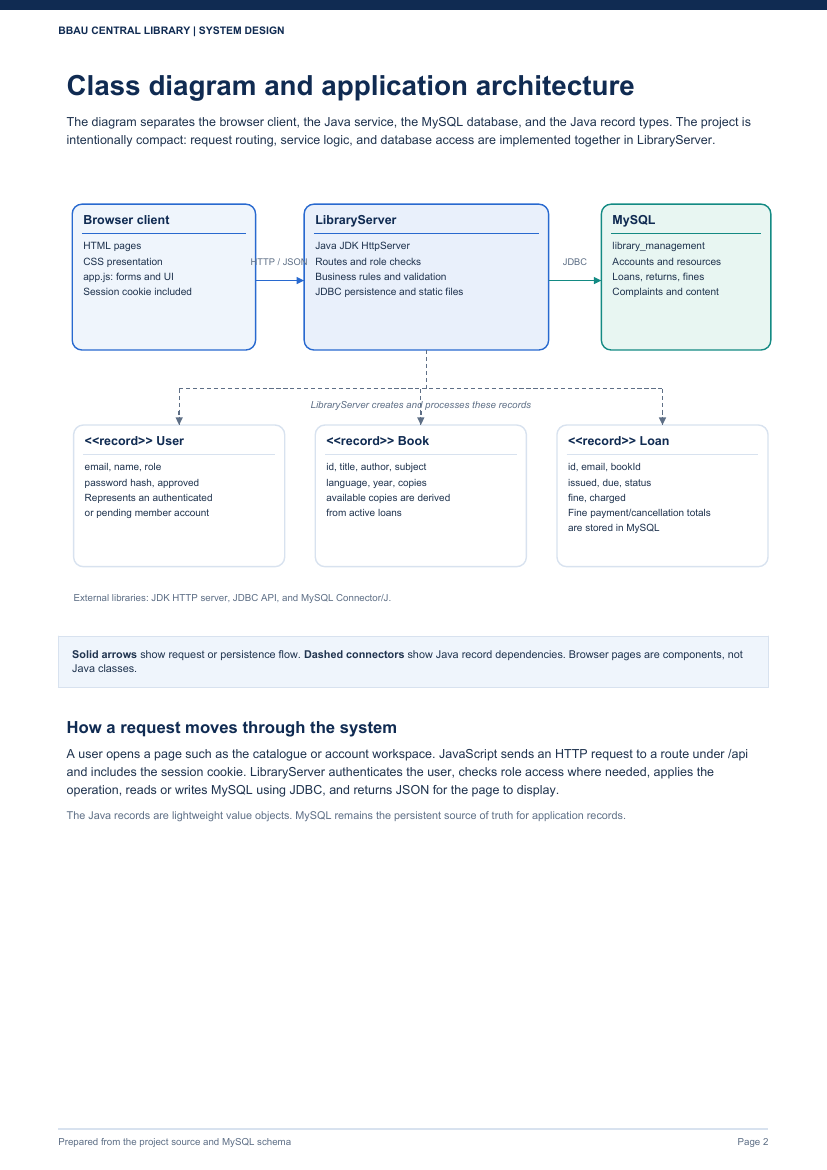 BBAU CENTRAL LIBRARY | SYSTEM DESIGN
Class diagram and application architecture
The diagram separates the browser client, the Java service, the MySQL database, and the Java record types. The project is
intentionally compact: request routing, service logic, and database access are implemented together in LibraryServer.
Browser client
HTML pages
CSS presentation
app.js: forms and UI
Session cookie included
HTTP / JSON
LibraryServer
Java JDK HttpServer
Routes and role checks
Business rules and validation
JDBC persistence and static files
JDBC
MySQL
library_management
Accounts and resources
Loans, returns, fines
Complaints and content
LibraryServer creates and processes these records
<<record>> User
email, name, role
password hash, approved
Represents an authenticated
or pending member account
<<record>> Book
id, title, author, subject
language, year, copies
available copies are derived
from active loans
<<record>> Loan
id, email, bookId
issued, due, status
fine, charged
Fine payment/cancellation totals
are stored in MySQL
External libraries: JDK HTTP server, JDBC API, and MySQL Connector/J.
Solid arrows show request or persistence flow. Dashed connectors show Java record dependencies. Browser pages are components, not
Java classes.
How a request moves through the system
A user opens a page such as the catalogue or account workspace. JavaScript sends an HTTP request to a route under /api
and includes the session cookie. LibraryServer authenticates the user, checks role access where needed, applies the
operation, reads or writes MySQL using JDBC, and returns JSON for the page to display.
The Java records are lightweight value objects. MySQL remains the persistent source of truth for application records.
Prepared from the project source and MySQL schema
Page 2